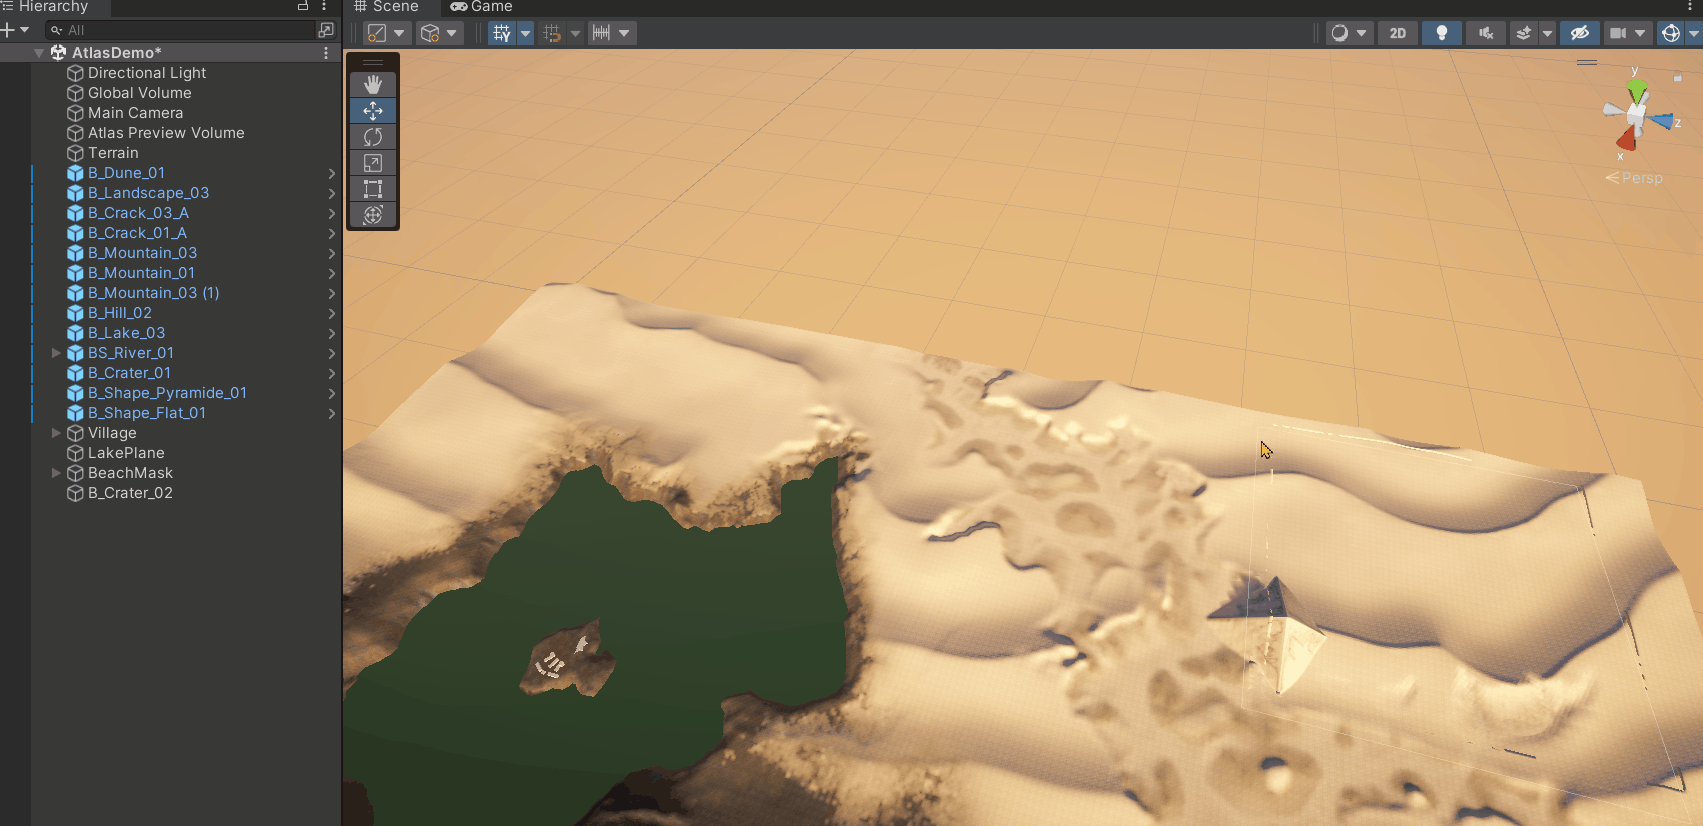 Hierarchy
All
AtlasDemo*
Directional Light
Global Volume
Main Camera
Atlas Preview Volume
Terrain
B_Dune_01
B_Landscape_03
B_Crack_03_A
B_Crack_01_A
B_Mountain_03
B_Mountain_01
B_Mountain_03 (1)
B_Hill_02
B_Lake_03
BS_River_01
B_Crater_01
B_Shape_Pyramide_01
B_Shape_Flat_01
Village
LakePlane
BeachMask
B_Crater_02
Scene Game
2D
y
z
x
Persp